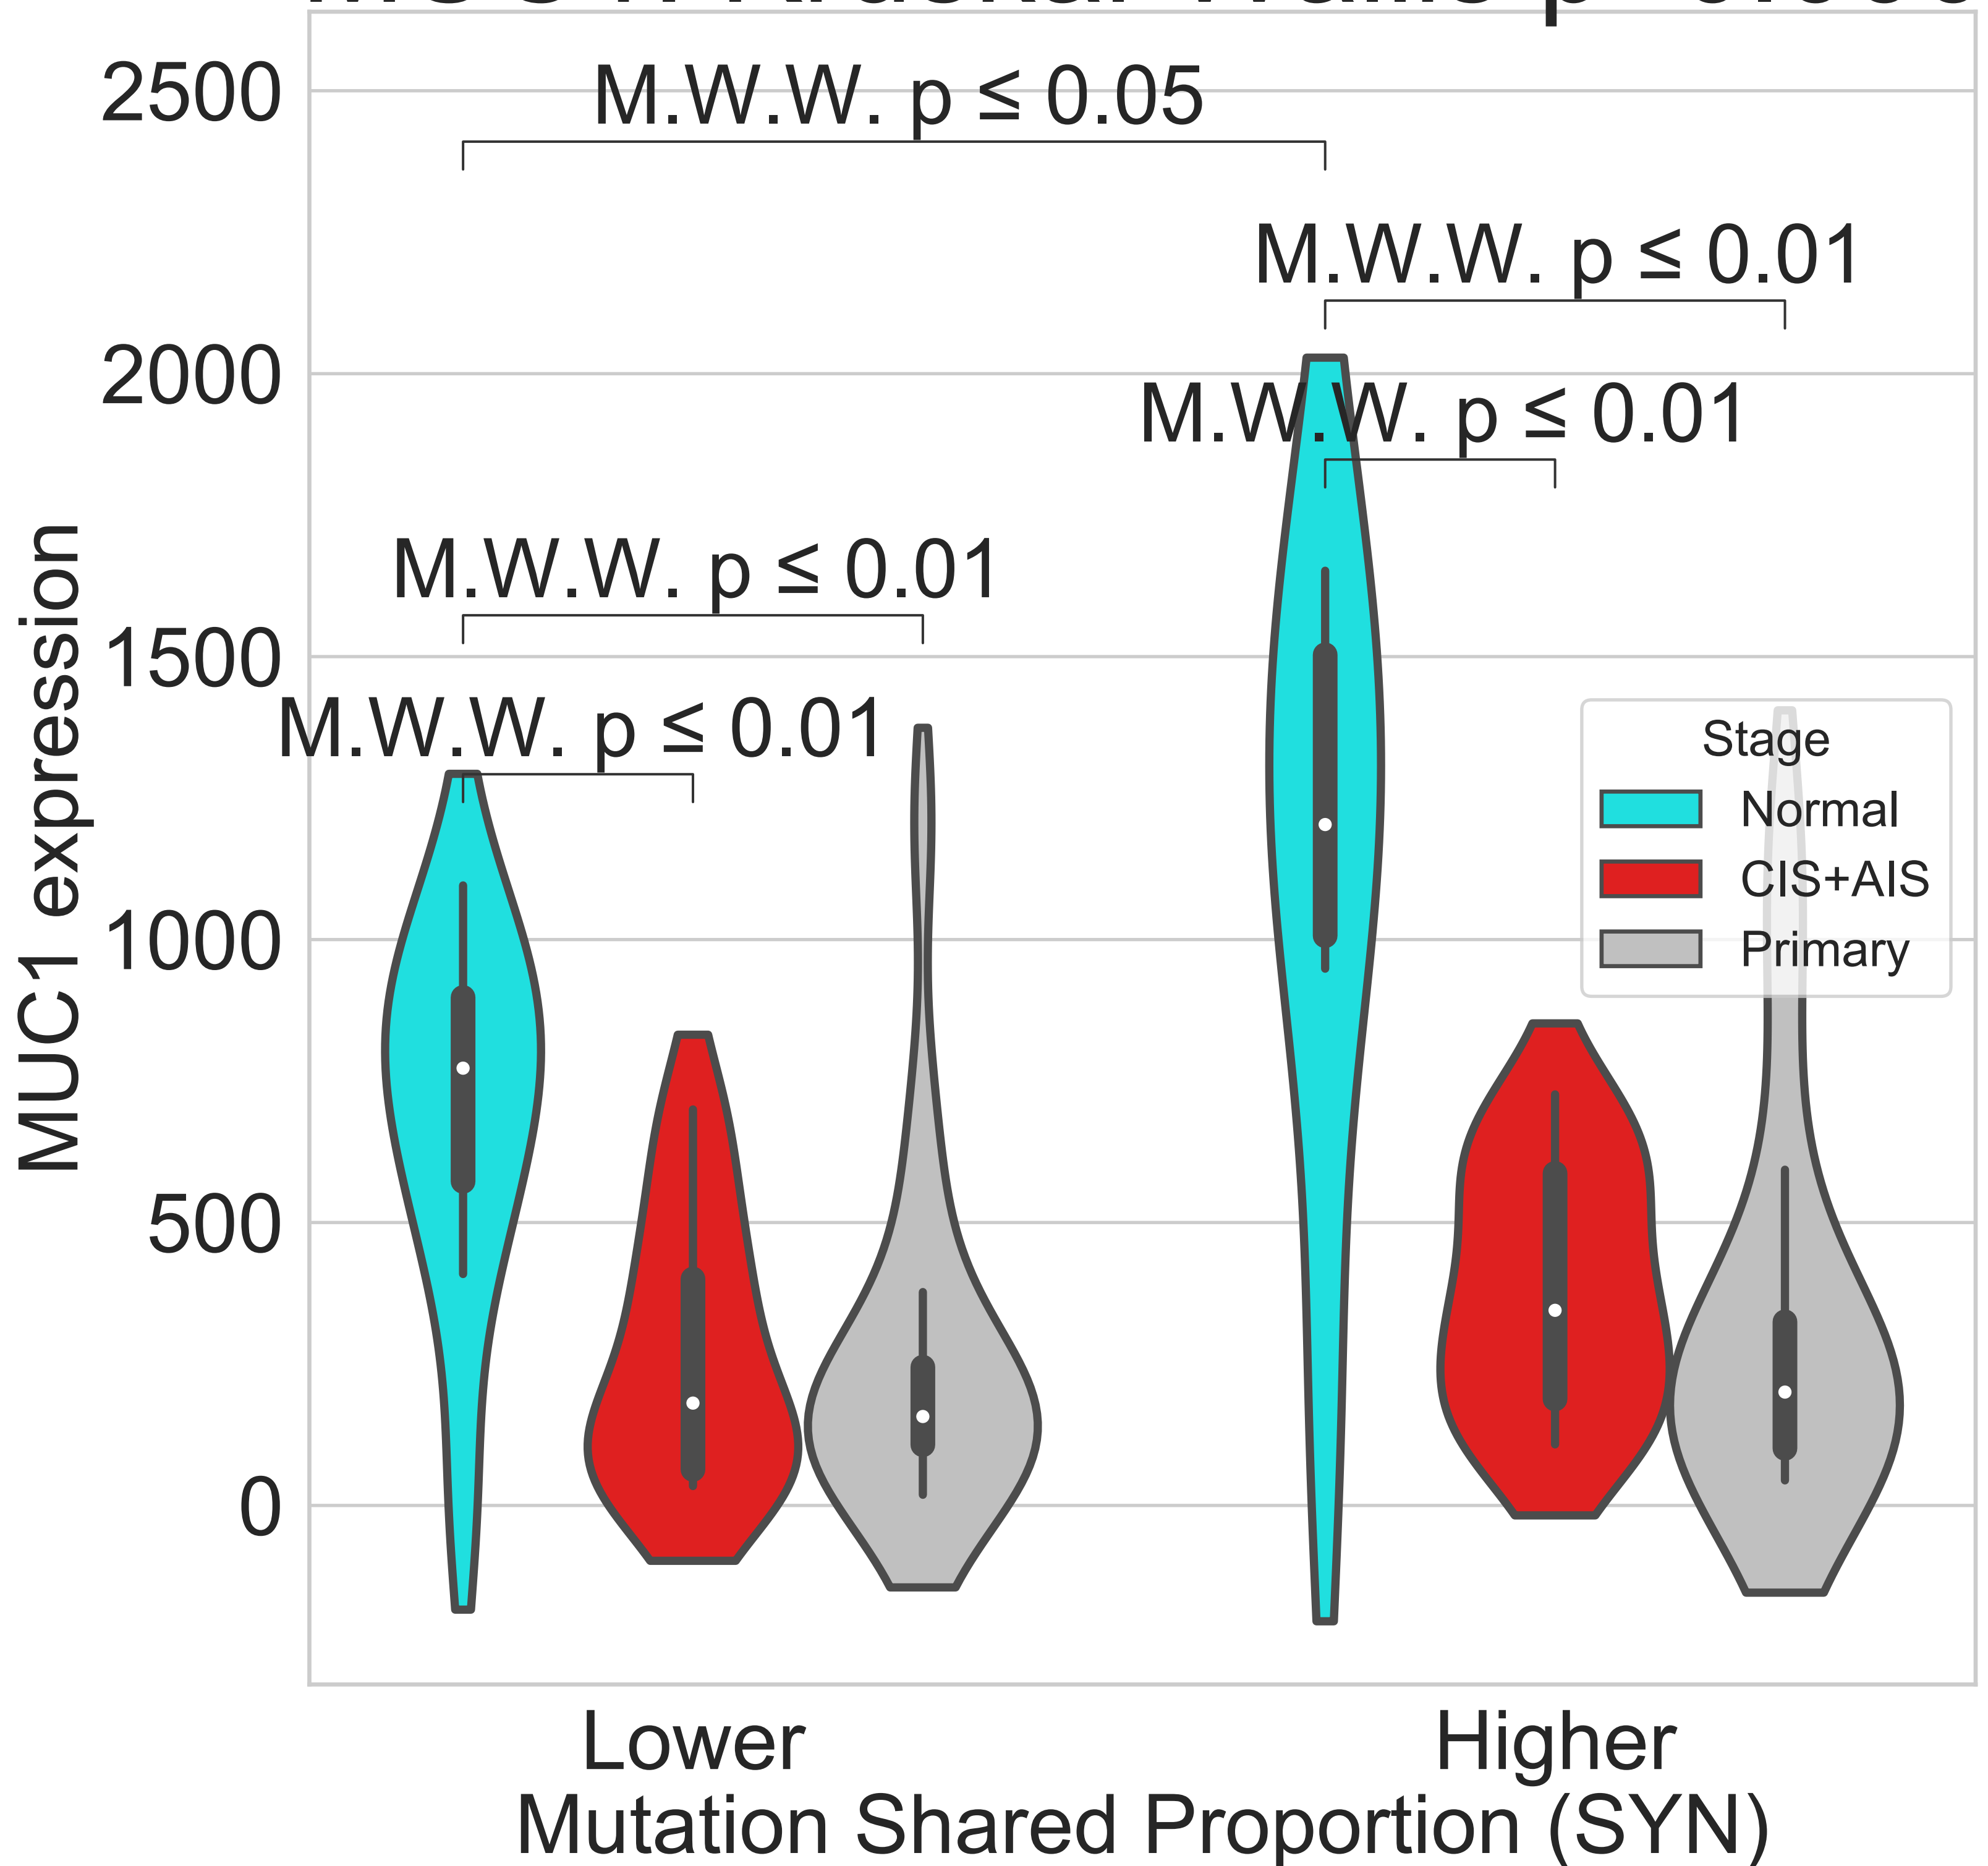 2500
M.W.W. p ≤ 0.05
M.W.W. p ≤ 0.01
2000
M.W.W. p ≤ 0.01
M.W.W. p ≤ 0.01
1500
M.W.W. p ≤ 0.01
Stage
Normal
CIS+AIS
Primary
1000
500
0
MUC1 expression
Lower
Higher
Mutation Shared Proportion (SYN)